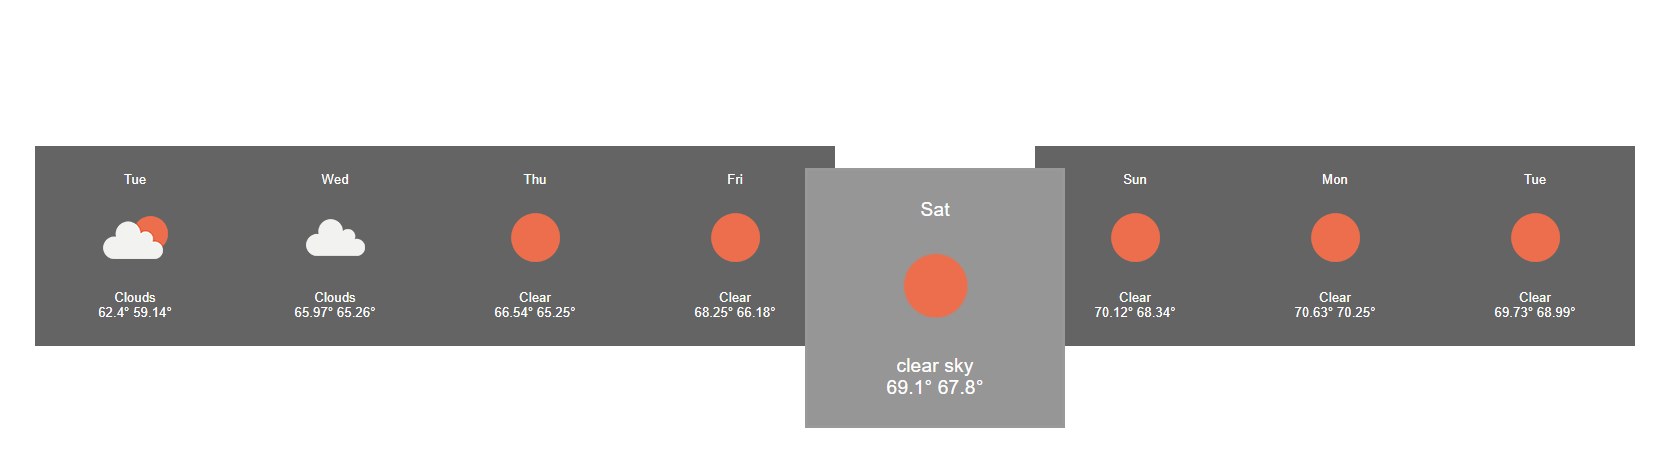 Tue
Clouds
62.4° 59.14°
Wed
Clouds
65.97° 65.26°
Thu
Clear
66.54° 65.25°
Fri
Clear
68.25° 66.18°
Sat
clear sky
69.1° 67.8°
Sun
Clear
70.12° 68.34°
Mon
Clear
70.63° 70.25°
Tue
Clear
69.73° 68.99°